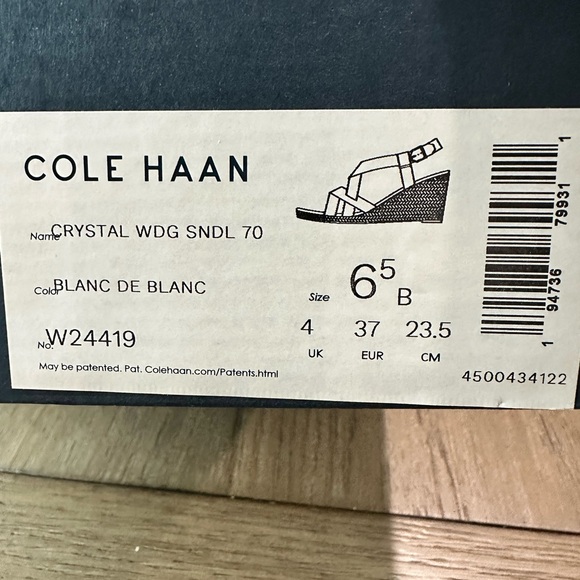 COLE HAAN
Name CRYSTAL WDG SNDL 70
Color BLANC DE BLANC
No. W24419
May be patented. Pat. Colehaan.com/Patents.html
Size 6⁵ B
4 37 23.5
UK EUR CM
4500434122
1 94736 79931 1